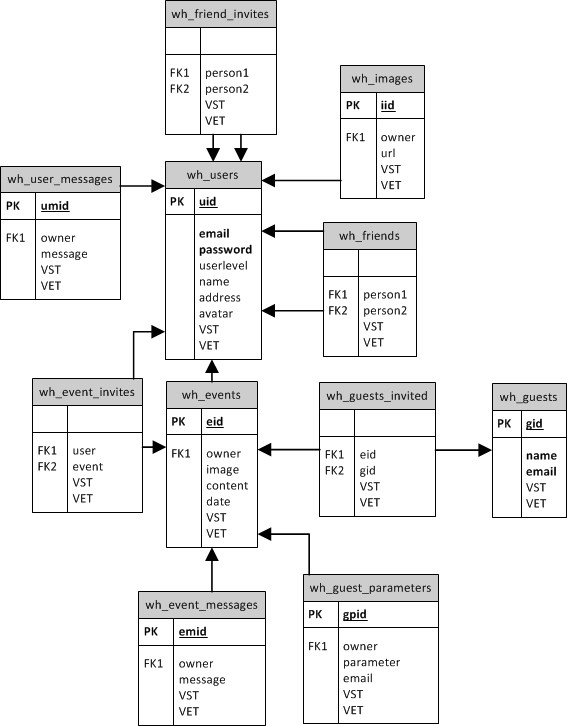 wh_friend_invites
FK1 person1
FK2 person2
VST
VET
wh_images
PK iid
FK1 owner
url
VST
VET
wh_user_messages
PK umid
FK1 owner
message
VST
VET
wh_users
PK uid
email
password
userlevel
name
address
avatar
VST
VET
wh_friends
FK1 person1
FK2 person2
VST
VET
wh_event_invites
FK1 user
FK2 event
VST
VET
wh_events
PK eid
FK1 owner
image
content
date
VST
VET
wh_guests_invited
FK1 eid
FK2 gid
VST
VET
wh_guests
PK gid
name
email
VST
VET
wh_event_messages
PK emid
FK1 owner
message
VST
VET
wh_guest_parameters
PK gpid
FK1 owner
parameter
email
VST
VET